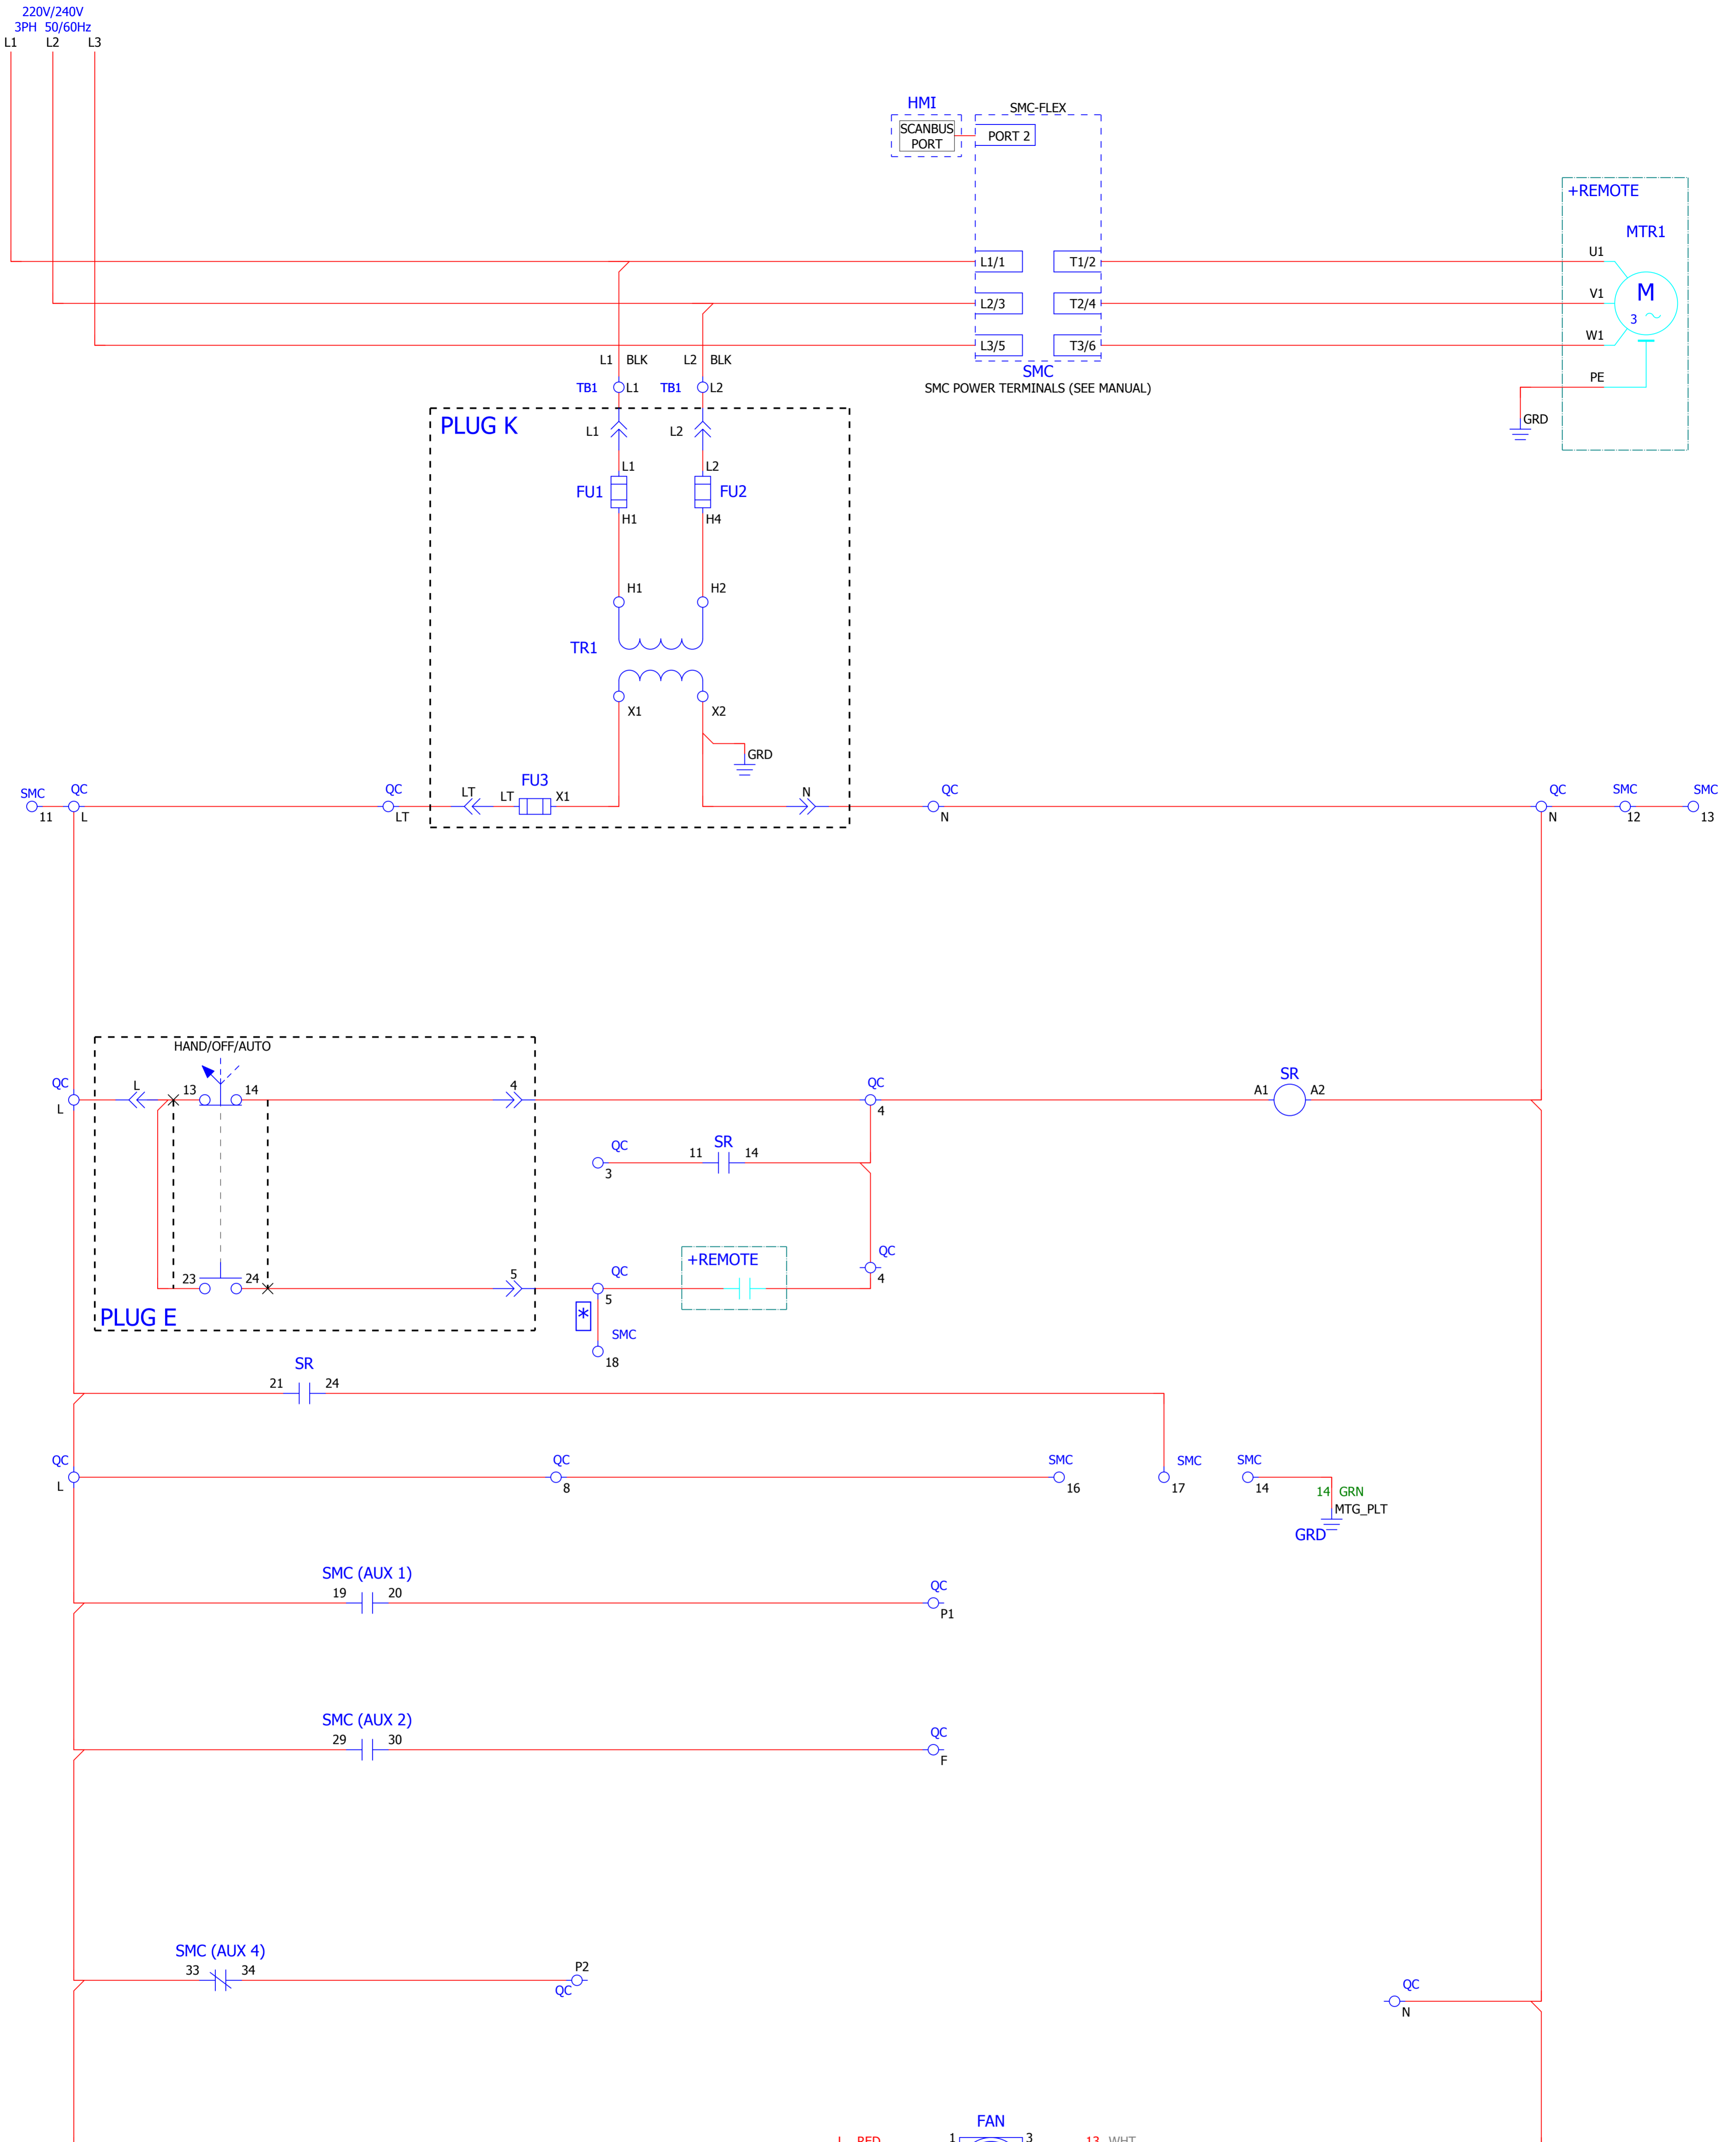 220V/240V
3PH 50/60Hz
L1 L2 L3
HMI
SMC-FLEX
SCANBUS
PORT
PORT 2
+REMOTE
MTR1
L1/1 T1/2 U1
L2/3 T2/4 V1
M
3
L3/5 T3/6 W1
SMC
SMC POWER TERMINALS (SEE MANUAL)
PE
GRD
L1 BLK L2 BLK
TB1 L1 TB1 L2
PLUG K
L1 L2
L1 L2
FU1 FU2
H1 H4
H1 H2
TR1
X1 X2
GRD
FU3
SMC QC QC LT LT X1 N QC QC SMC SMC
11 L LT N N 12 13
HAND/OFF/AUTO
QC L 13 14 4 QC SR
L 4 A1 A2
QC SR
3 11 14
+REMOTE
QC
4
23 24 5 QC
5
PLUG E
*
SMC
18
SR
21 24
QC QC SMC SMC SMC
L 8 16 17 14
14 GRN
MTG_PLT
GRD
SMC (AUX 1)
19 20 QC
P1
SMC (AUX 2)
29 30 QC
F
SMC (AUX 4)
33 34 P2
QC
QC
N
FAN
L RED 1 3 13 WHT